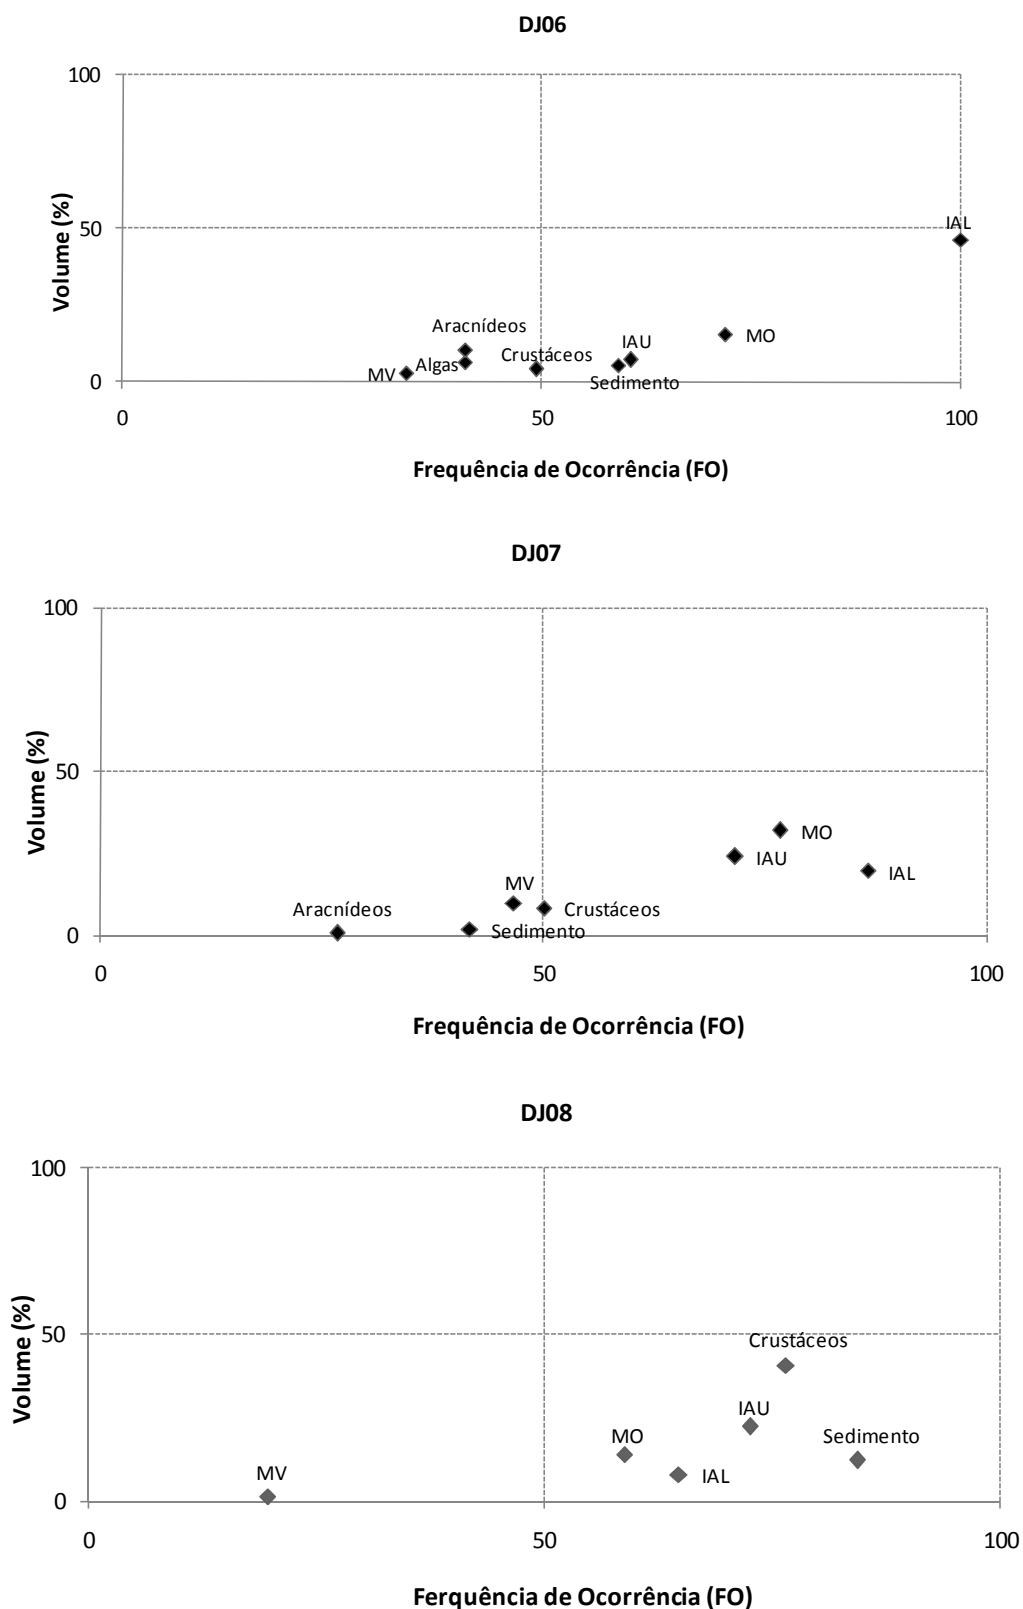 DJ06
100
IAL
50
Volume (%)
Aracnídeos
IAU
MO
Crustáceos
Algas
MV
Sedimento
0
0 50 100
Frequência de Ocorrência (FO)
DJ07
100
50
Volume (%)
MO
IAU
IAL
MV
Aracnídeos
Crustáceos
Sedimento
0
0 50 100
Frequência de Ocorrência (FO)
DJ08
100
50
Volume (%)
Crustáceos
IAU
MO
Sedimento
MV
IAL
0
0 50 100
Ferquência de Ocorrência (FO)